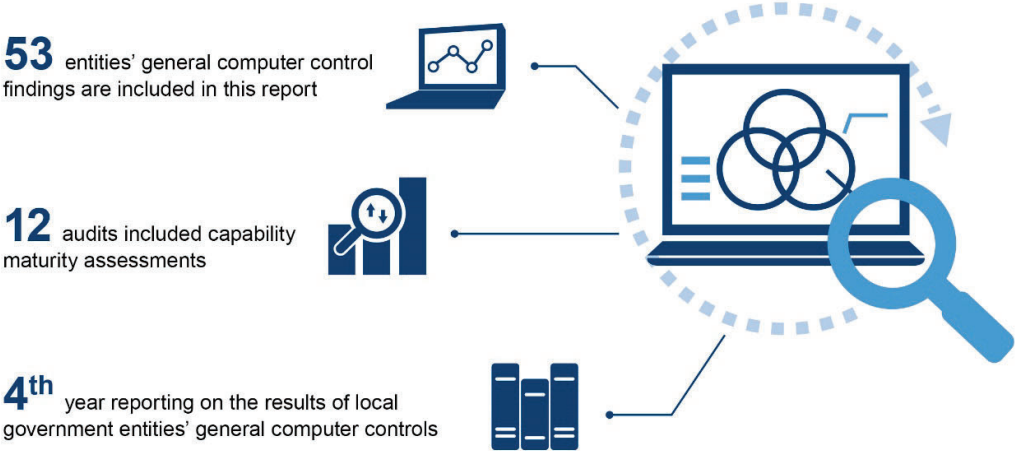 53 entities’ general computer control
findings are included in this report
12 audits included capability
maturity assessments
4th year reporting on the results of local
government entities’ general computer controls